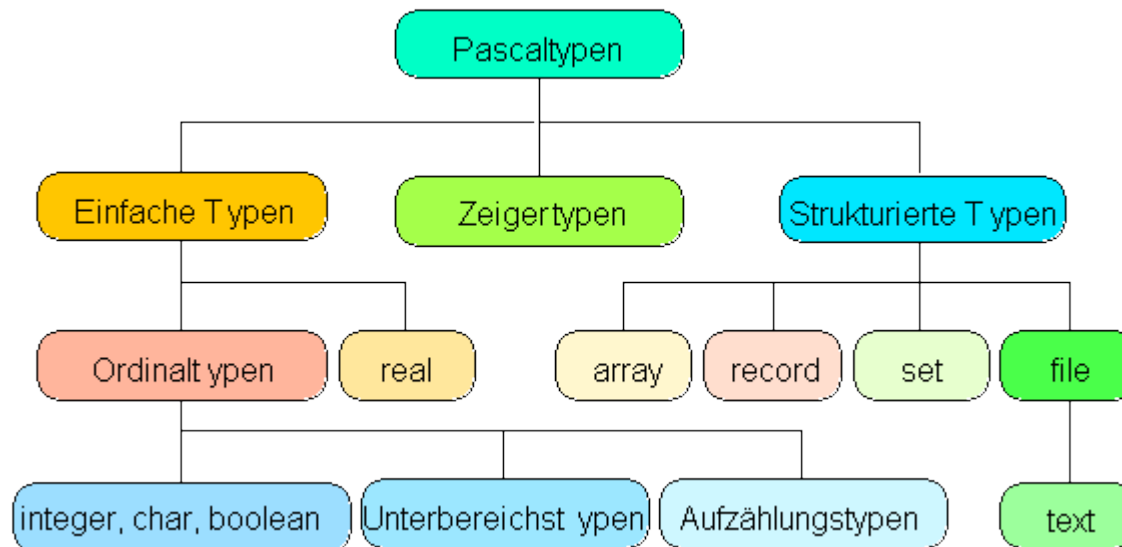 Pascaltypen
Einfache Typen
Zeigertypen
Strukturierte Typen
Ordinaltypen
real
array
record
set
file
integer, char, boolean
Unterbereichstypen
Aufzählungstypen
text